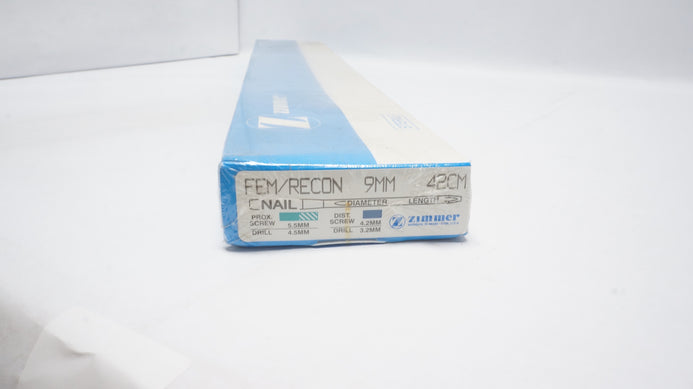 FEM/RECON 9MM 42CM
NAIL DIAMETER LENGTH
PROX. SCREW 5.5MM DIST. SCREW 4.2MM
DRILL 4.5MM DRILL 3.2MM
zimmer